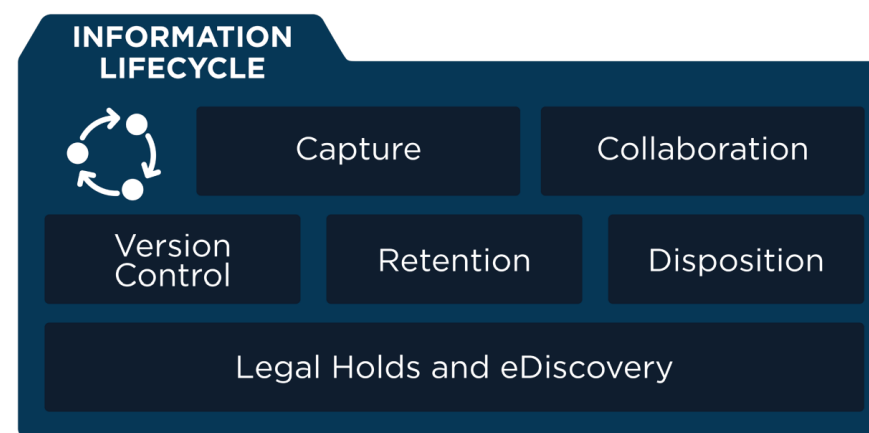 INFORMATION
LIFECYCLE
Capture
Collaboration
Version
Control
Retention
Disposition
Legal Holds and eDiscovery